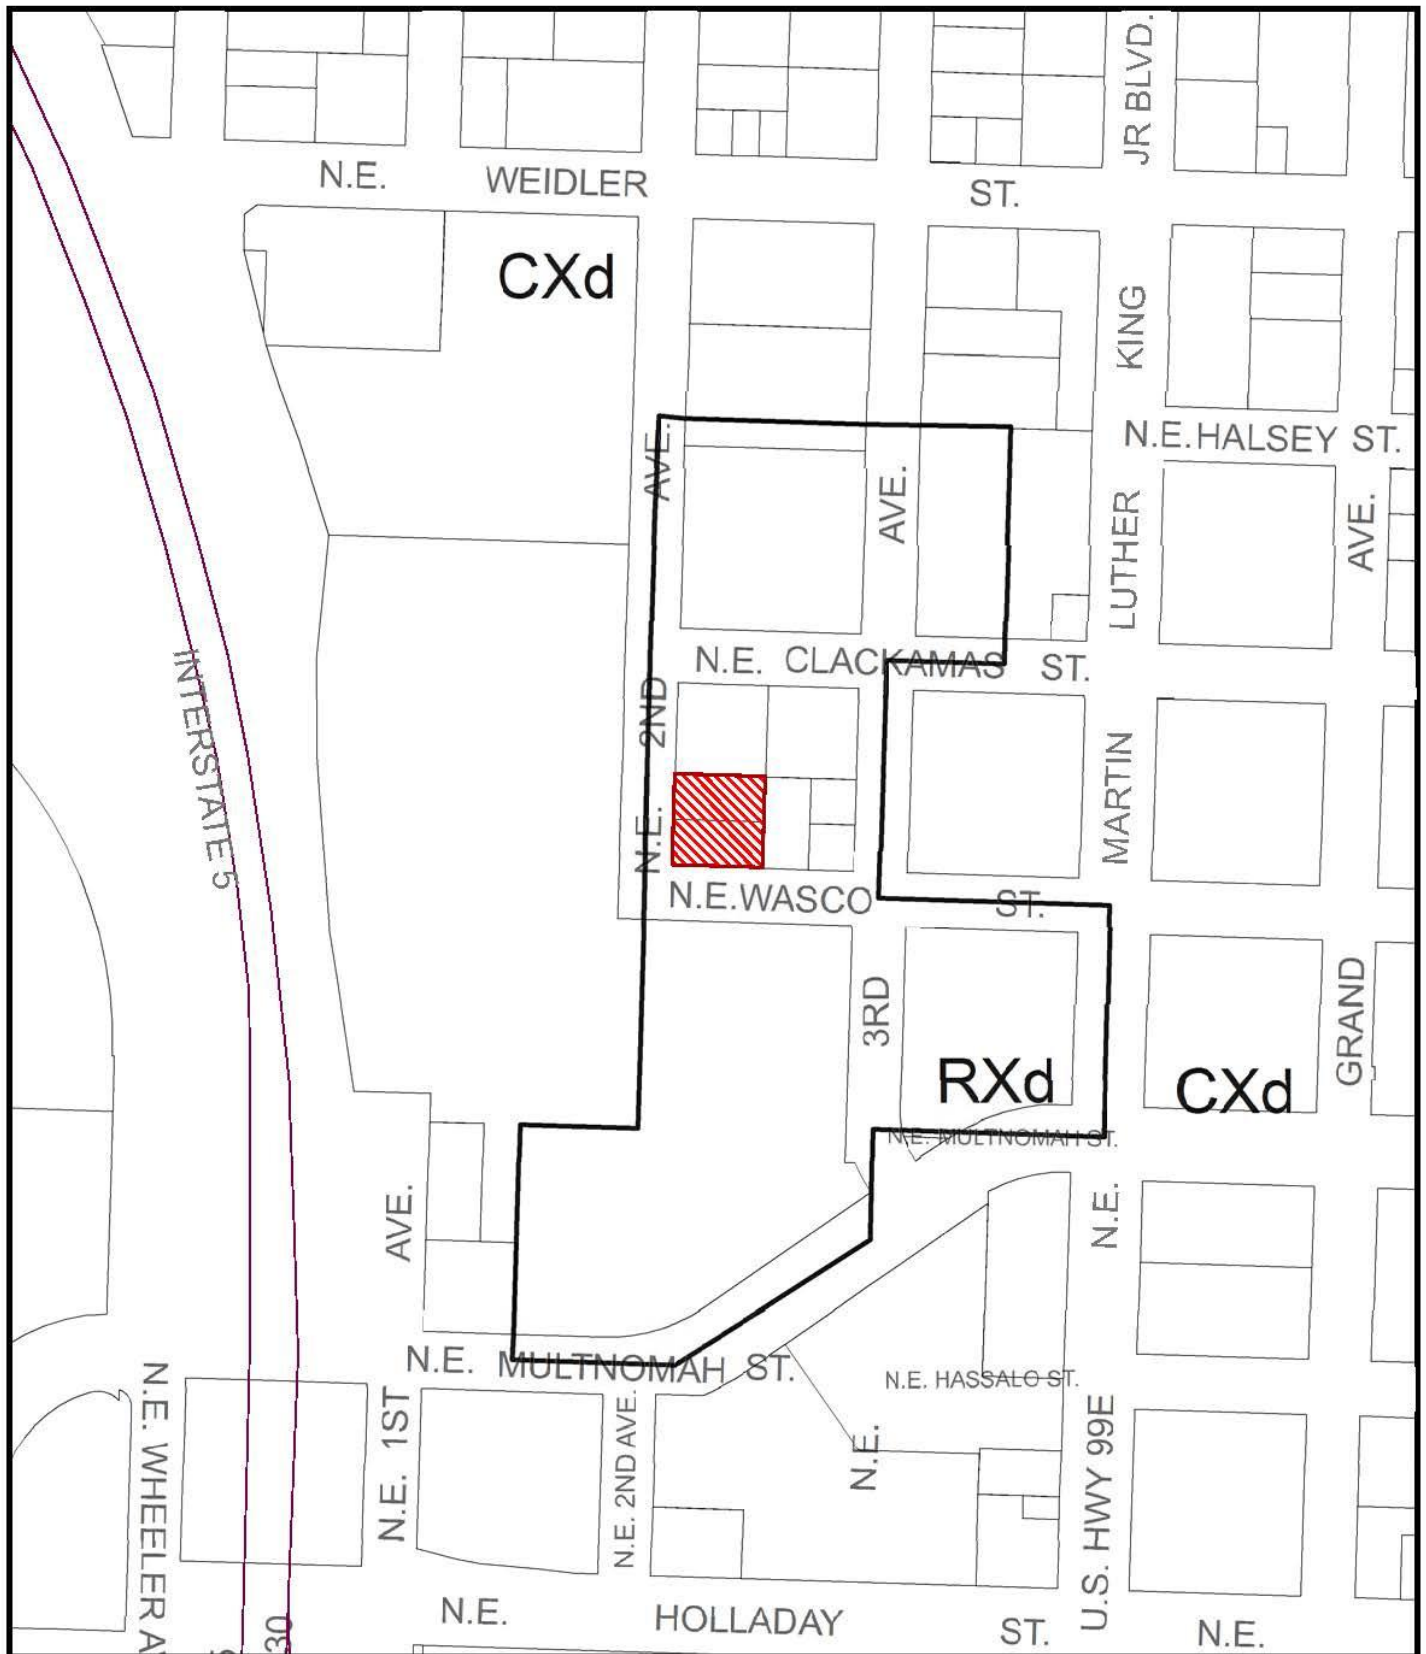 JR BLVD.
N.E. WEIDLER ST.
CXd
KING
N.E. HALSEY ST.
AVE.
AVE.
LUTHER
AVE.
N.E. CLACKAMAS ST.
INTERSTATE 5
N.E. 2ND
MARTIN
N.E. WASCO ST.
3RD
GRAND
RXd
CXd
N.E. MULTNOMAH ST.
AVE.
N.E.
N.E. MULTNOMAH ST.
N.E. HASSALO ST.
N.E. WHEELER
N.E. 1ST
N.E. 2ND AVE.
N.E.
U.S. HWY 99E
30
N.E. HOLLADAY ST. N.E.